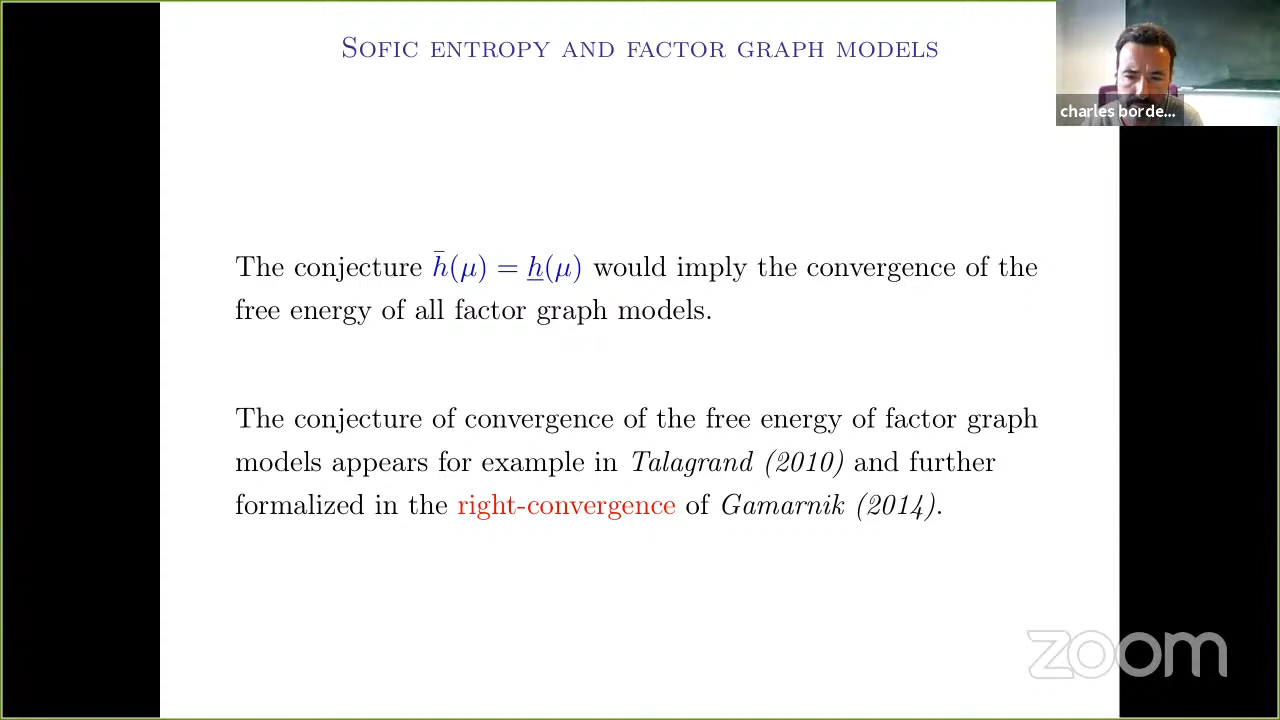 Sofic entropy and factor graph models
charles borde...
The conjecture h̄(μ) = h̲(μ) would imply the convergence of the
free energy of all factor graph models.
The conjecture of convergence of the free energy of factor graph
models appears for example in Talagrand (2010) and further
formalized in the right-convergence of Gamarnik (2014).
zoom